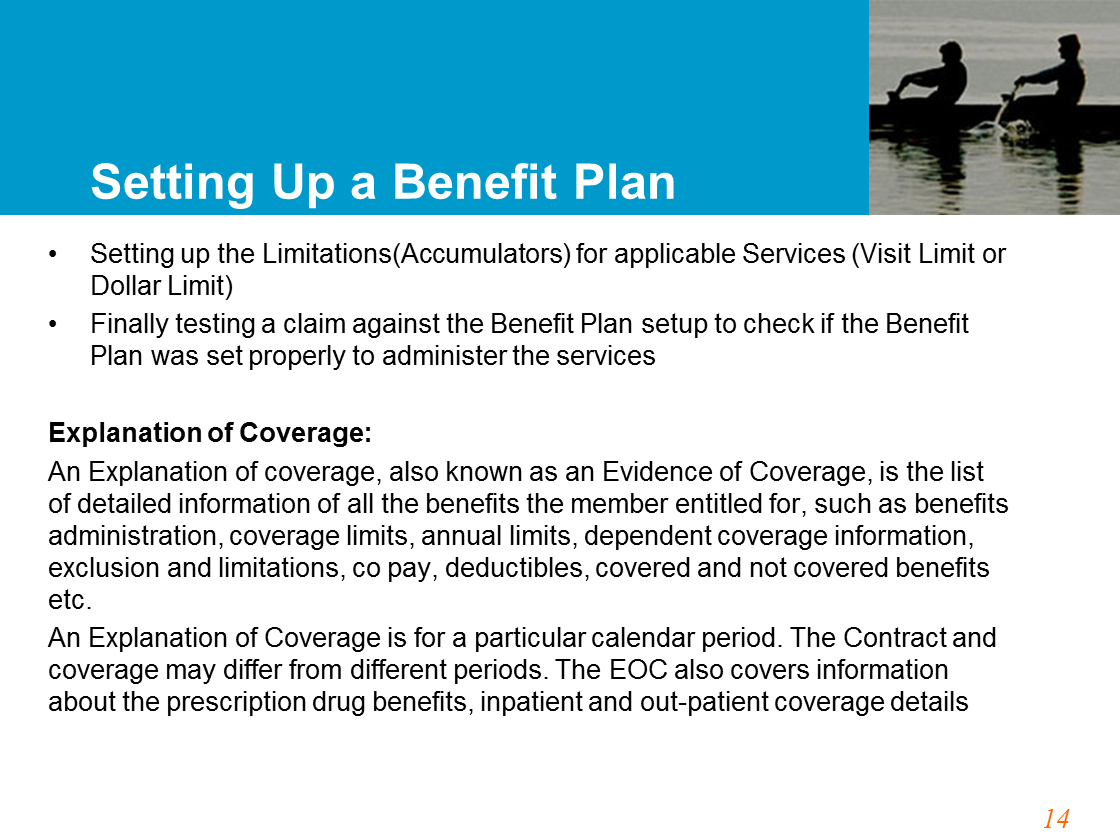 Setting Up a Benefit Plan
• Setting up the Limitations(Accumulators) for applicable Services (Visit Limit or
Dollar Limit)
• Finally testing a claim against the Benefit Plan setup to check if the Benefit
Plan was set properly to administer the services
Explanation of Coverage:
An Explanation of coverage, also known as an Evidence of Coverage, is the list
of detailed information of all the benefits the member entitled for, such as benefits
administration, coverage limits, annual limits, dependent coverage information,
exclusion and limitations, co pay, deductibles, covered and not covered benefits
etc.
An Explanation of Coverage is for a particular calendar period. The Contract and
coverage may differ from different periods. The EOC also covers information
about the prescription drug benefits, inpatient and out-patient coverage details
14